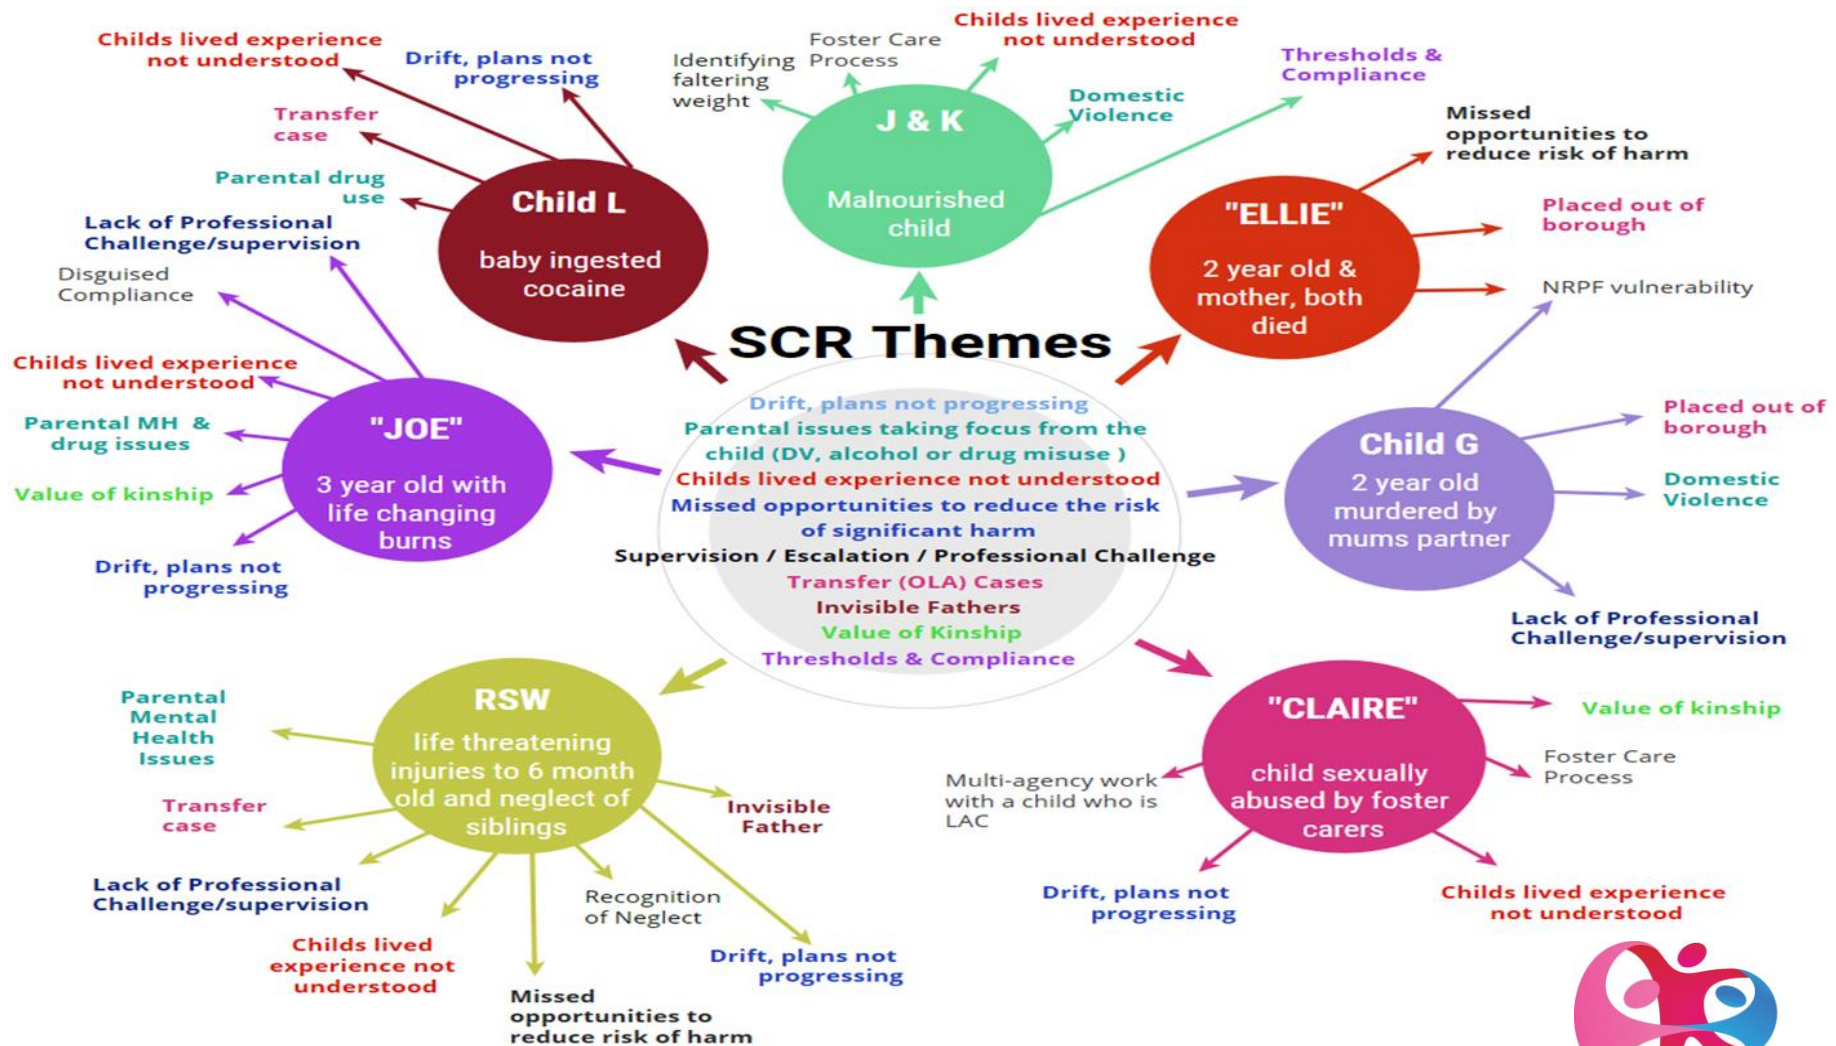 Childs lived experience
not understood
Drift, plans not
progressing
Transfer
case
Parental drug
use
Child L
baby ingested
cocaine
Identifying
faltering
weight
Foster Care
Process
Childs lived experience
not understood
Domestic
Violence
Thresholds &
Compliance
J & K
Malnourished
child
Missed
opportunities to
reduce risk of harm
Placed out of
borough
NRPF vulnerability
"ELLIE"
2 year old &
mother, both
died
Lack of Professional
Challenge/supervision
Disguised
Compliance
Childs lived experience
not understood
Parental MH &
drug issues
Value of kinship
Drift, plans not
progressing
"JOE"
3 year old with
life changing
burns
SCR Themes
Drift, plans not progressing
Parental issues taking focus from the
child (DV, alcohol or drug misuse )
Childs lived experience not understood
Missed opportunities to reduce the risk
of significant harm
Supervision / Escalation / Professional Challenge
Transfer (OLA) Cases
Invisible Fathers
Value of Kinship
Thresholds & Compliance
Child G
2 year old
murdered by
mums partner
Placed out of
borough
Domestic
Violence
Lack of Professional
Challenge/supervision
RSW
life threatening
injuries to 6 month
old and neglect of
siblings
Parental
Mental
Health
Issues
Transfer
case
Lack of Professional
Challenge/supervision
Childs lived
experience not
understood
Missed
opportunities to
reduce risk of harm
Recognition
of Neglect
Drift, plans not
progressing
Invisible
Father
"CLAIRE"
child sexually
abused by foster
carers
Value of kinship
Foster Care
Process
Multi-agency work
with a child who is
LAC
Drift, plans not
progressing
Childs lived experience
not understood